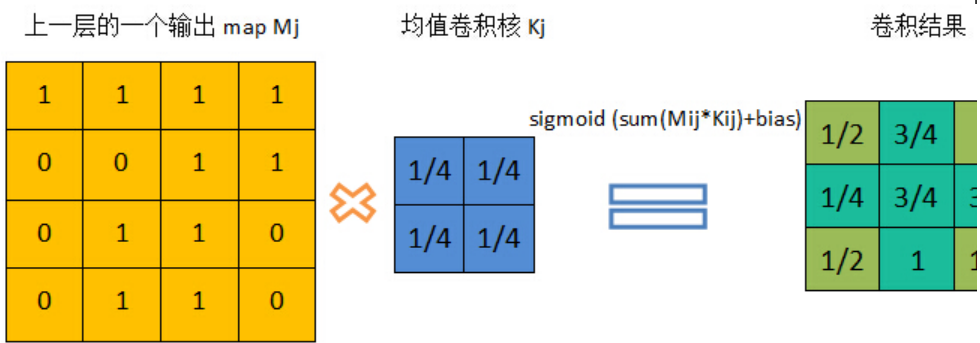 上一层的一个输出 map Mj
均值卷积核 Kj
卷积结果
1 1 1 1
0 0 1 1
0 1 1 0
0 1 1 0
1/4 1/4
1/4 1/4
sigmoid (sum(Mij*Kij)+bias)
1/2 3/4
1/4 3/4
1/2 1